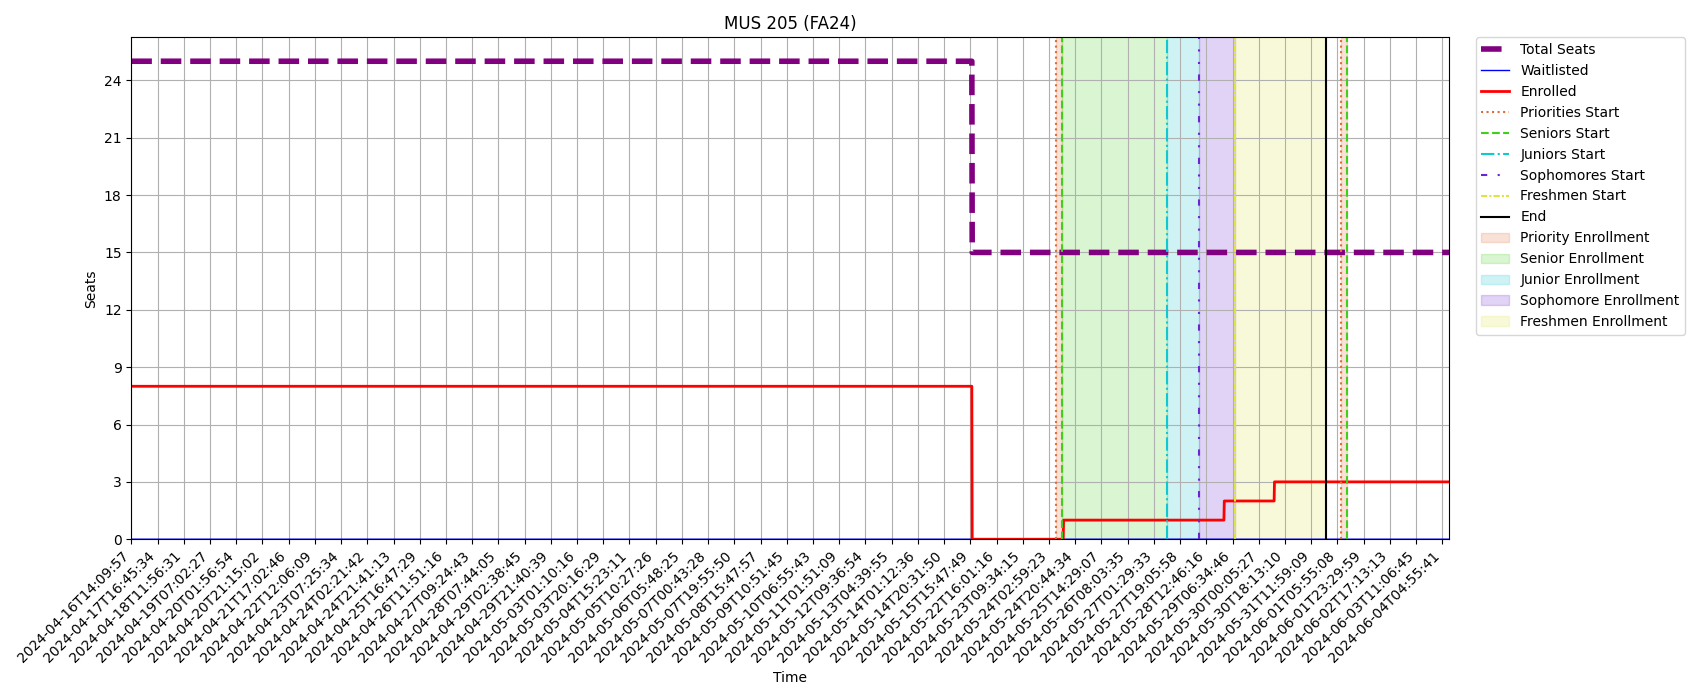 MUS 205 (FA24)
Seats
24
21
18
15
12
9
6
3
0
2024-04-16T14:09:57
2024-04-17T16:45:34
2024-04-18T11:56:31
2024-04-19T07:02:27
2024-04-20T01:56:54
2024-04-20T21:15:02
2024-04-21T17:02:46
2024-04-22T12:06:09
2024-04-23T07:25:34
2024-04-24T02:21:42
2024-04-24T21:41:13
2024-04-25T16:47:29
2024-04-26T11:51:16
2024-04-27T09:24:43
2024-04-28T07:44:05
2024-04-29T02:38:45
2024-04-29T21:40:39
2024-05-03T01:10:16
2024-05-03T20:16:29
2024-05-04T15:23:11
2024-05-05T10:27:26
2024-05-06T05:48:25
2024-05-07T00:43:28
2024-05-07T19:55:50
2024-05-08T15:47:57
2024-05-09T10:51:45
2024-05-10T06:55:43
2024-05-11T01:51:09
2024-05-12T09:36:54
2024-05-13T04:39:55
2024-05-14T01:12:36
2024-05-14T20:31:50
2024-05-15T15:47:49
2024-05-22T16:01:16
2024-05-23T09:34:15
2024-05-24T02:59:23
2024-05-24T20:44:34
2024-05-25T14:29:07
2024-05-26T08:03:35
2024-05-27T01:29:33
2024-05-27T19:05:58
2024-05-28T12:46:16
2024-05-29T06:34:46
2024-05-30T00:05:27
2024-05-30T18:13:10
2024-05-31T11:59:09
2024-06-01T05:55:08
2024-06-01T23:29:59
2024-06-02T17:13:13
2024-06-03T11:06:45
2024-06-04T04:55:41
Time
Total Seats
Waitlisted
Enrolled
Priorities Start
Seniors Start
Juniors Start
Sophomores Start
Freshmen Start
End
Priority Enrollment
Senior Enrollment
Junior Enrollment
Sophomore Enrollment
Freshmen Enrollment